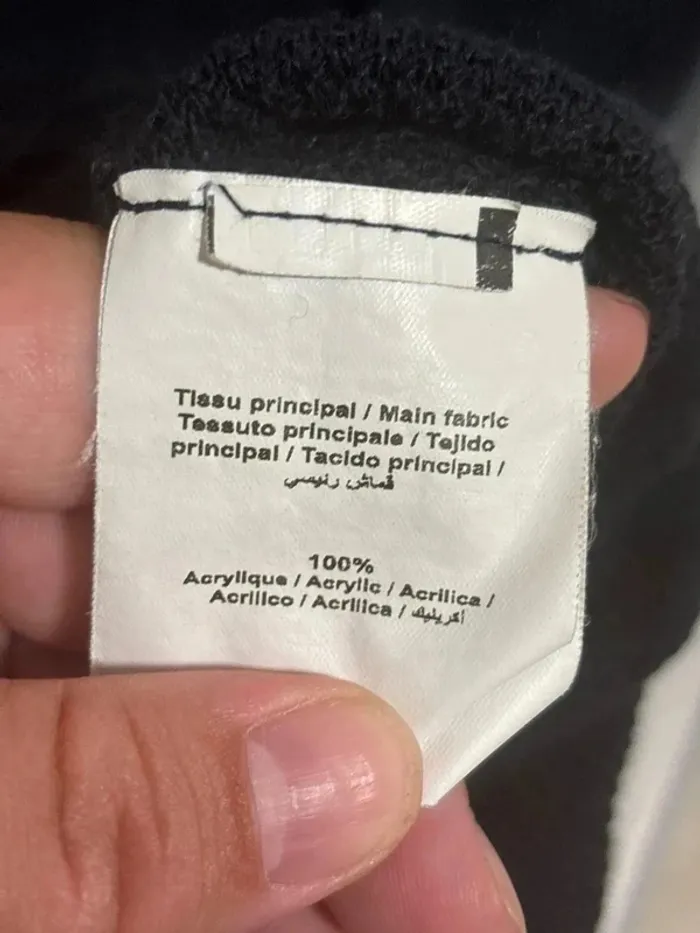 Tissu principal / Main fabric
Tessuto principale / Tejido
principal / Tacido principal /
قماش رئيسي
100%
Acrylique / Acrylic / Acrilica /
Acrilico / Acrilica / أكريليك